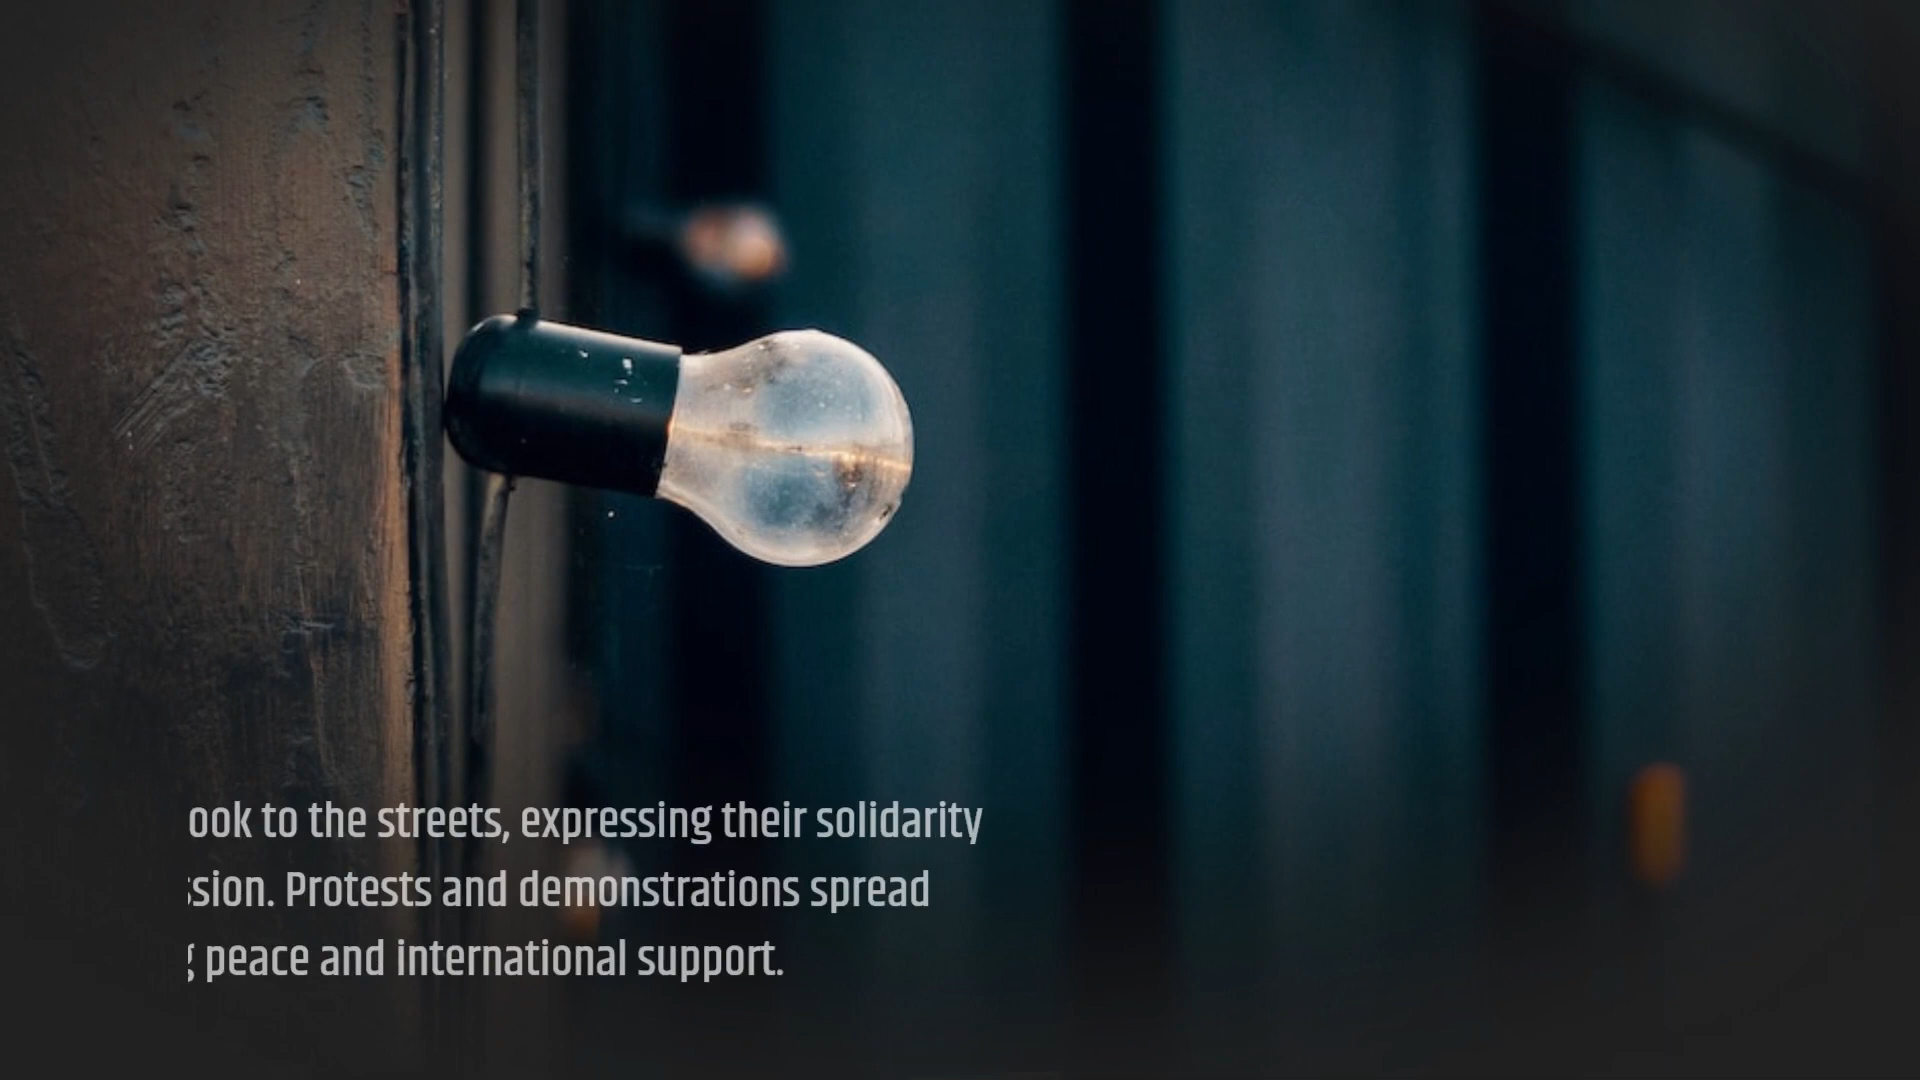 ook to the streets, expressing their solidarity
sion. Protests and demonstrations spread
peace and international support.